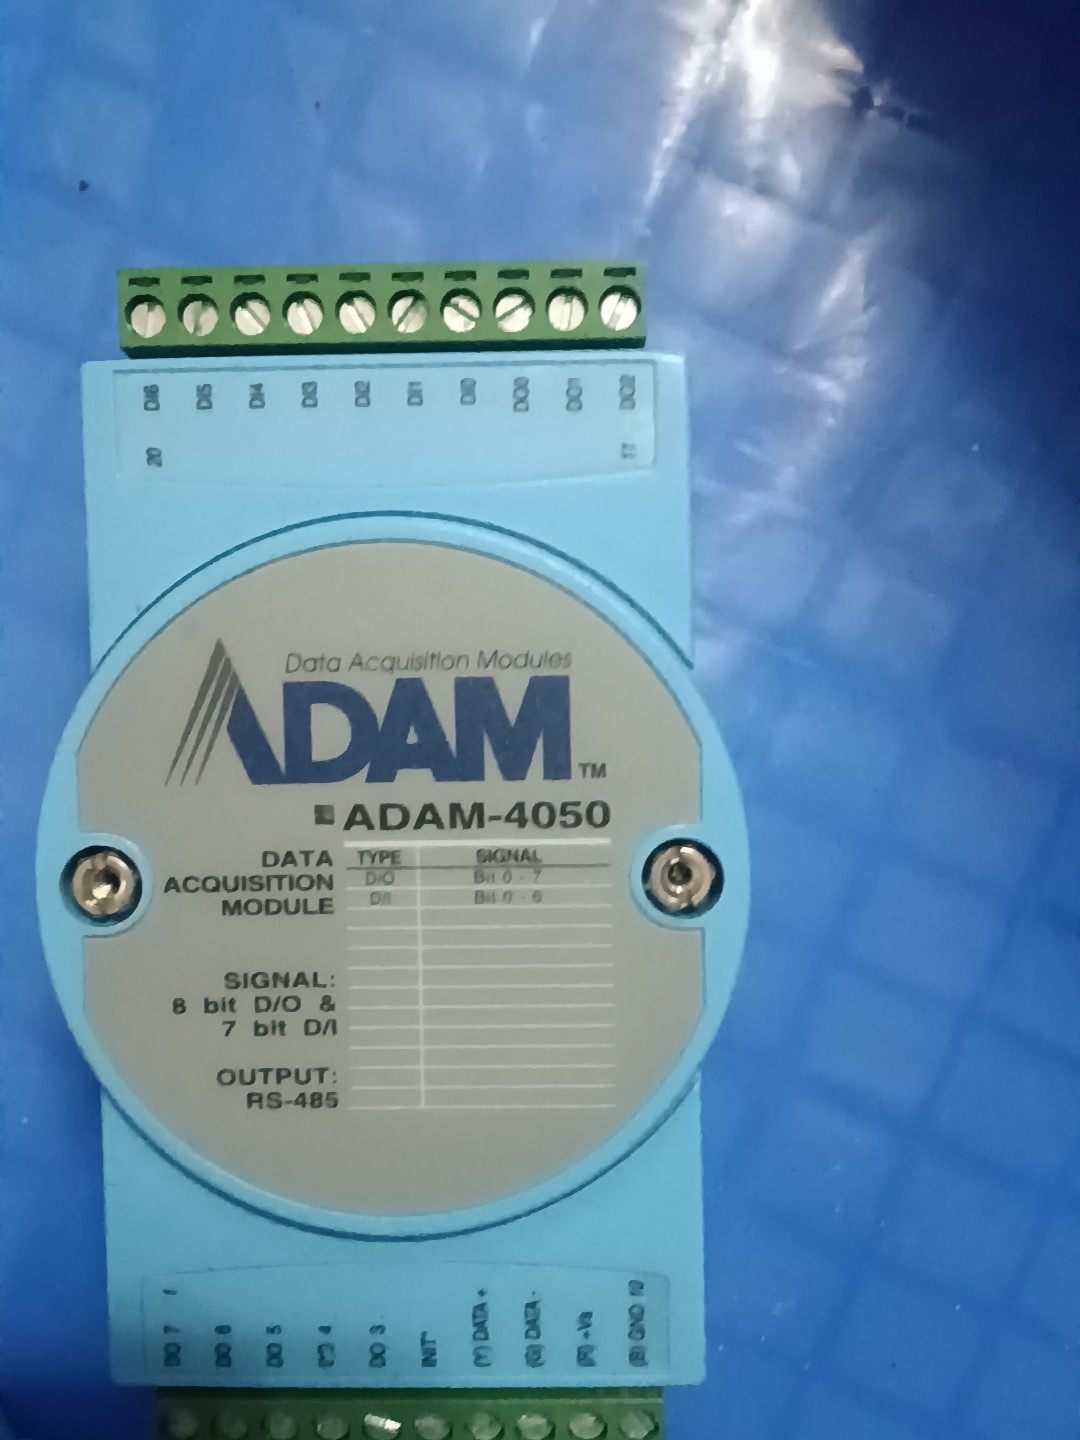 DI6 DI5 DI4 DI3 DI2 DI1 DI0 DO0 DO1 DO2
20 11
Data Acquisition Modules
ADAM™
ADAM-4050
DATA ACQUISITION MODULE
TYPE SIGNAL
D/O Bit 0 - 7
D/I Bit 0 - 6
SIGNAL:
8 bit D/O &
7 bit D/I
OUTPUT:
RS-485
1 10
DO 7 DO 6 DO 5 DO 4 DO 3 INIT* (Y) DATA + (G) DATA - (R) +Vs (B) GND